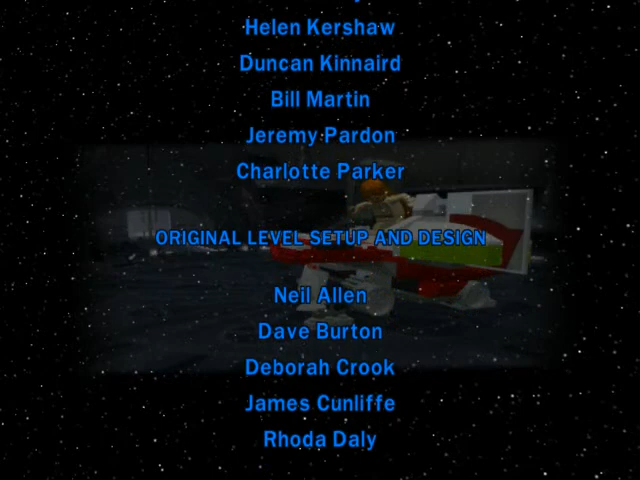 Helen Kershaw
Duncan Kinnaird
Bill Martin
Jeremy Pardon
Charlotte Parker
ORIGINAL LEVEL SETUP AND DESIGN
Neil Allen
Dave Burton
Deborah Crook
James Cunliffe
Rhoda Daly